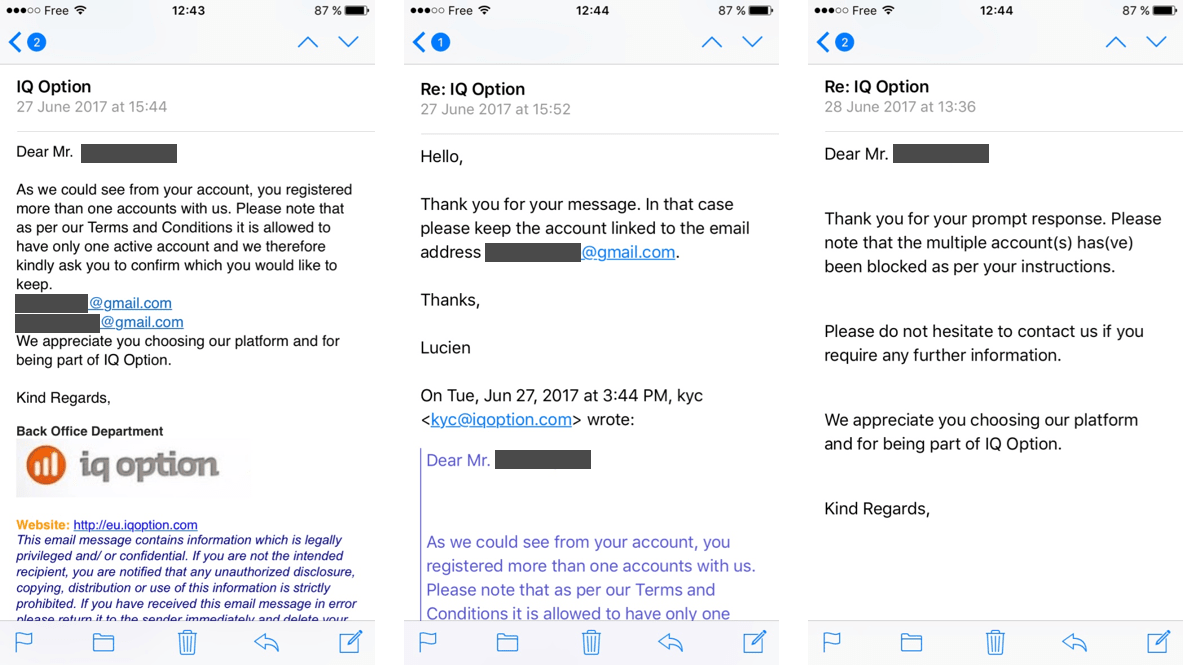 Free 12:43 87 %
2
IQ Option
27 June 2017 at 15:44
Dear Mr.
As we could see from your account, you registered
more than one accounts with us. Please note that
as per our Terms and Conditions it is allowed to
have only one active account and we therefore
kindly ask you to confirm which you would like to
keep.
@gmail.com
@gmail.com
We appreciate you choosing our platform and for
being part of IQ Option.
Kind Regards,
Back Office Department
iq option
Website: http://eu.iqoption.com
This email message contains information which is legally
privileged and/ or confidential. If you are not the intended
recipient, you are notified that any unauthorized disclosure,
copying, distribution or use of this information is strictly
prohibited. If you have received this email message in error
please return it to the sender immediately and delete your
Free 12:44 87 %
1
Re: IQ Option
27 June 2017 at 15:52
Hello,
Thank you for your message. In that case
please keep the account linked to the email
address @gmail.com.
Thanks,
Lucien
On Tue, Jun 27, 2017 at 3:44 PM, kyc
<kyc@iqoption.com> wrote:
Dear Mr.
As we could see from your account, you
registered more than one accounts with us.
Please note that as per our Terms and
Conditions it is allowed to have only one
Free 12:44 87 %
2
Re: IQ Option
28 June 2017 at 13:36
Dear Mr.
Thank you for your prompt response. Please
note that the multiple account(s) has(ve)
been blocked as per your instructions.
Please do not hesitate to contact us if you
require any further information.
We appreciate you choosing our platform
and for being part of IQ Option.
Kind Regards,